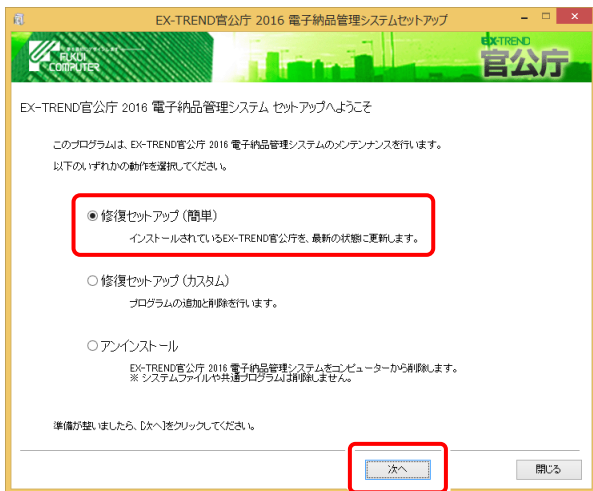 EX-TREND官公庁 2016 電子納品管理システムセットアップ
FUKUI
COMPUTER
EX-TREND
官公庁
EX-TREND官公庁 2016 電子納品管理システム セットアップへようこそ
このプログラムは、EX-TREND官公庁 2016 電子納品管理システムのメンテナンスを行います。
以下のいずれかの動作を選択してください。
修復セットアップ(簡単)
インストールされているEX-TREND官公庁を、最新の状態に更新します。
修復セットアップ(カスタム)
プログラムの追加と削除を行います。
アンインストール
EX-TREND官公庁 2016 電子納品管理システムをコンピューターから削除します。
※ システムファイルや共通プログラムは削除しません。
準備が整いましたら、[次へ]をクリックしてください。
次へ
閉じる